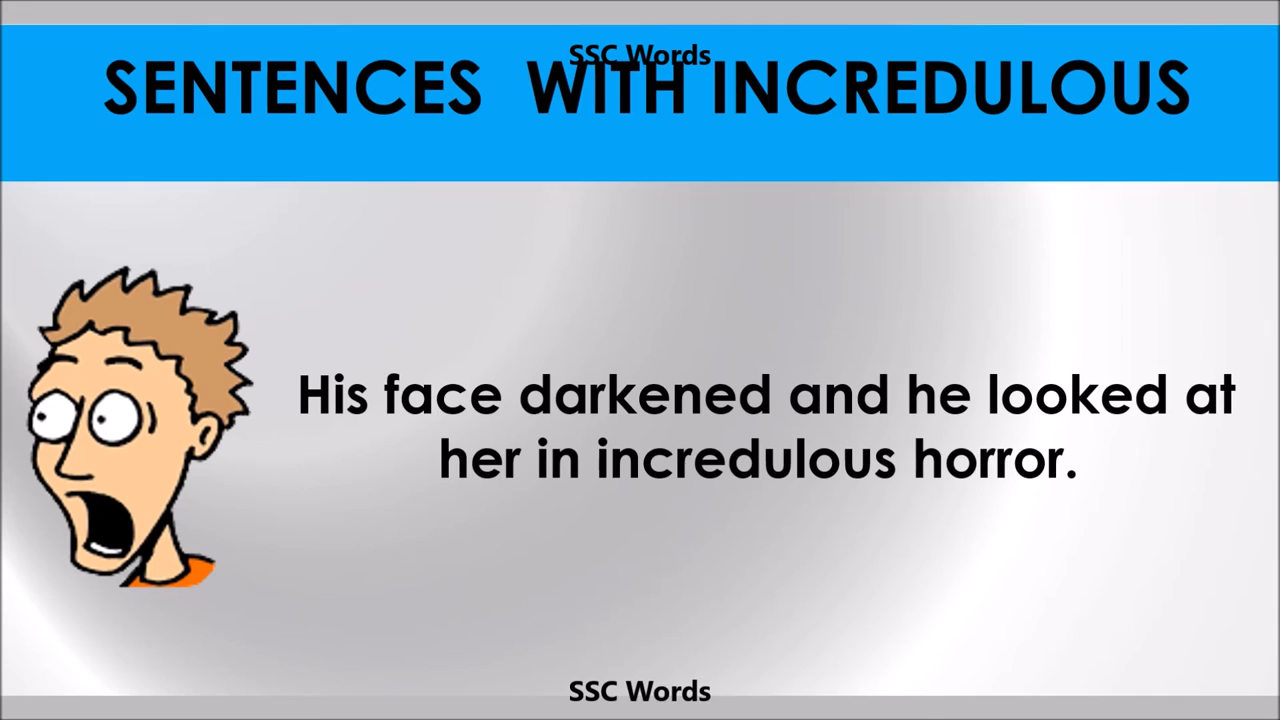 SSC Words
SENTENCES WITH INCREDULOUS
His face darkened and he looked at
her in incredulous horror.
SSC Words